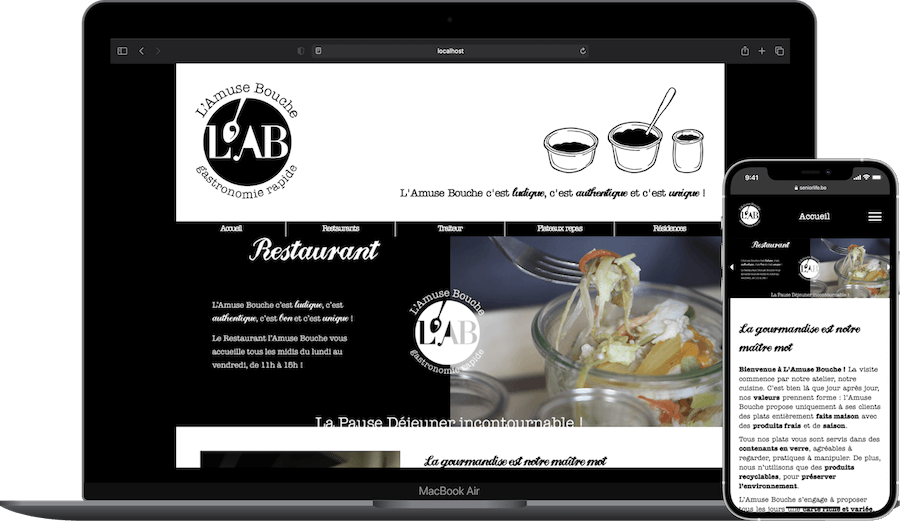 localhost
L'Amuse Bouche
L'AB
gastronomie rapide
L'Amuse Bouche c'est ludique, c'est authentique et c'est unique !
Accueil
Restaurants
Traiteur
Plateaux repas
Résidences
Restaurant
L'Amuse Bouche c'est ludique, c'est
authentique, c'est bon et c'est unique !
Le Restaurant l'Amuse Bouche vous
accueille tous les midis du lundi au
vendredi, de 11h à 15h !
L'Amuse Bouche
L'AB
gastronomie rapide
La Pause Déjeuner incontournable !
La gourmandise est notre maître mot
MacBook Air
9:41
seniorlife.be
L'AB
Accueil
Restaurant
L'AB
La Pause Déjeuner incontournable !
La gourmandise est notre
maître mot
Bienvenue à L'Amuse Bouche ! La visite
commence par notre atelier, notre
cuisine. C'est bien là que jour après jour,
nos valeurs prennent forme : l'Amuse
Bouche propose uniquement à ses clients
des plats entièrement faits maison avec
des produits frais et de saison.
Tous nos plats vous sont servis dans des
contenants en verre, agréables à
regarder, pratiques à manipuler. De plus,
nous n'utilisons que des produits
recyclables, pour préserver
l'environnement.
L'Amuse Bouche s'engage à proposer
tous les jours une carte riche et variée,